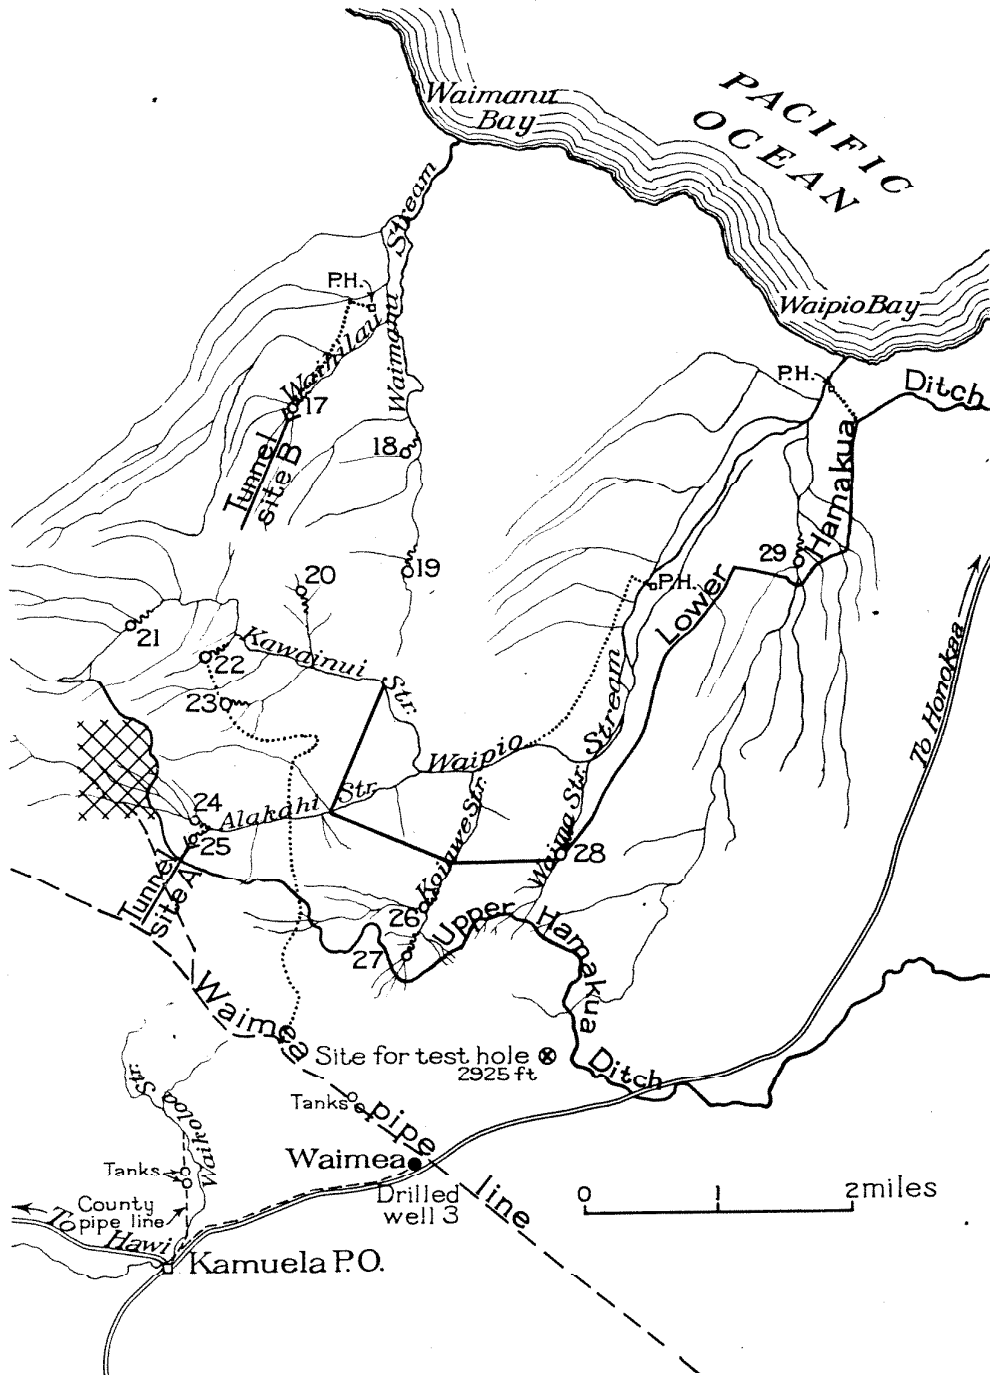 PACIFIC
OCEAN
Waimanu
Bay
Waipio Bay
Stream
Waimanu
P.H.
Waihilau
17
18
Tunnel
site B
19
20
21
22
23
Kawainui
Str.
P.H.
Ditch
Hamakua
Lower
29
P.H.
Stream
Waipio
To Honokaa
24
25
Alakahi Str.
Koiawe Str.
Waima Str.
28
Tunnel
site A
26
27
Upper Hamakua
Ditch
Waimea
pipe
line
Site for test hole
2925 ft
Tanks
Waikoloa Str.
Waimea
Drilled
well 3
Tanks
County
pipe line
To Hawi
Kamuela P.O.
0 1 2 miles